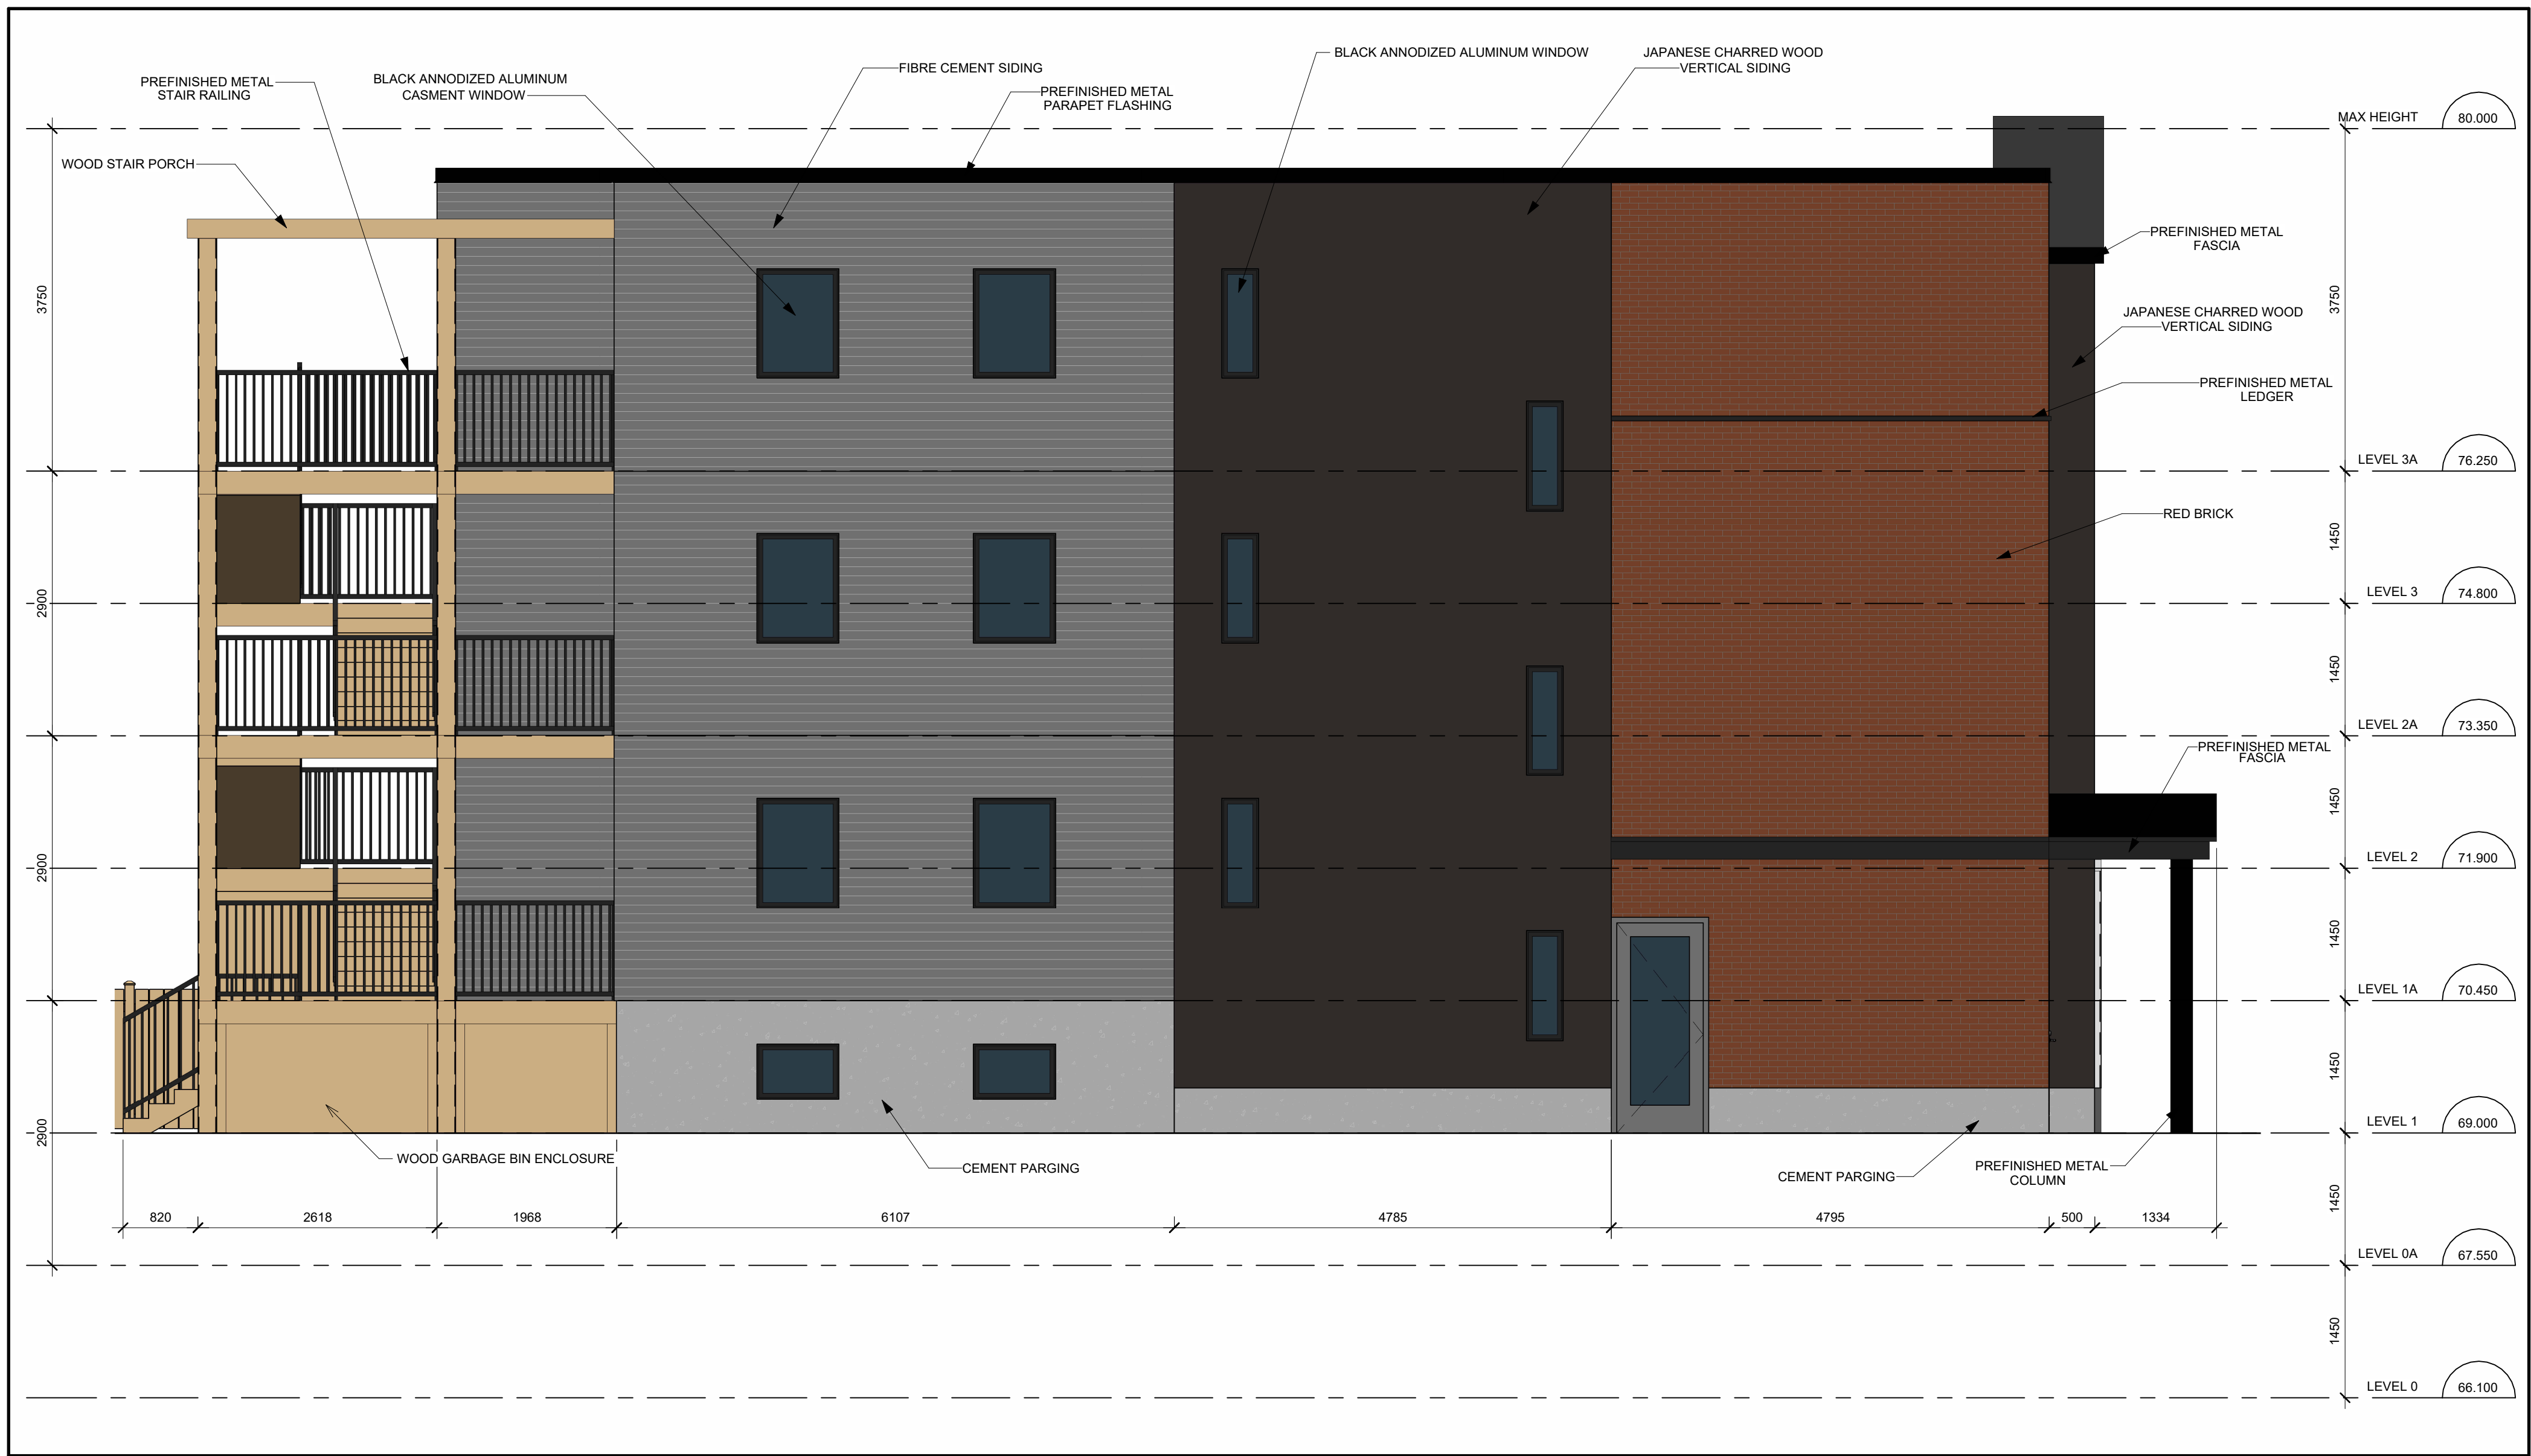 BLACK ANNODIZED ALUMINUM WINDOW
JAPANESE CHARRED WOOD
VERTICAL SIDING
FIBRE CEMENT SIDING
BLACK ANNODIZED ALUMINUM
CASMENT WINDOW
PREFINISHED METAL
STAIR RAILING
PREFINISHED METAL
PARAPET FLASHING
MAX HEIGHT 80.000
WOOD STAIR PORCH
PREFINISHED METAL
FASCIA
3750
3750
JAPANESE CHARRED WOOD
VERTICAL SIDING
PREFINISHED METAL
LEDGER
LEVEL 3A 76.250
RED BRICK
1450
2900
LEVEL 3 74.800
1450
LEVEL 2A 73.350
PREFINISHED METAL
FASCIA
1450
2900
LEVEL 2 71.900
1450
LEVEL 1A 70.450
1450
2900
LEVEL 1 69.000
WOOD GARBAGE BIN ENCLOSURE
CEMENT PARGING
CEMENT PARGING
PREFINISHED METAL
COLUMN
1450
820 2618 1968 6107 4785 4795 500 1334
LEVEL 0A 67.550
1450
LEVEL 0 66.100